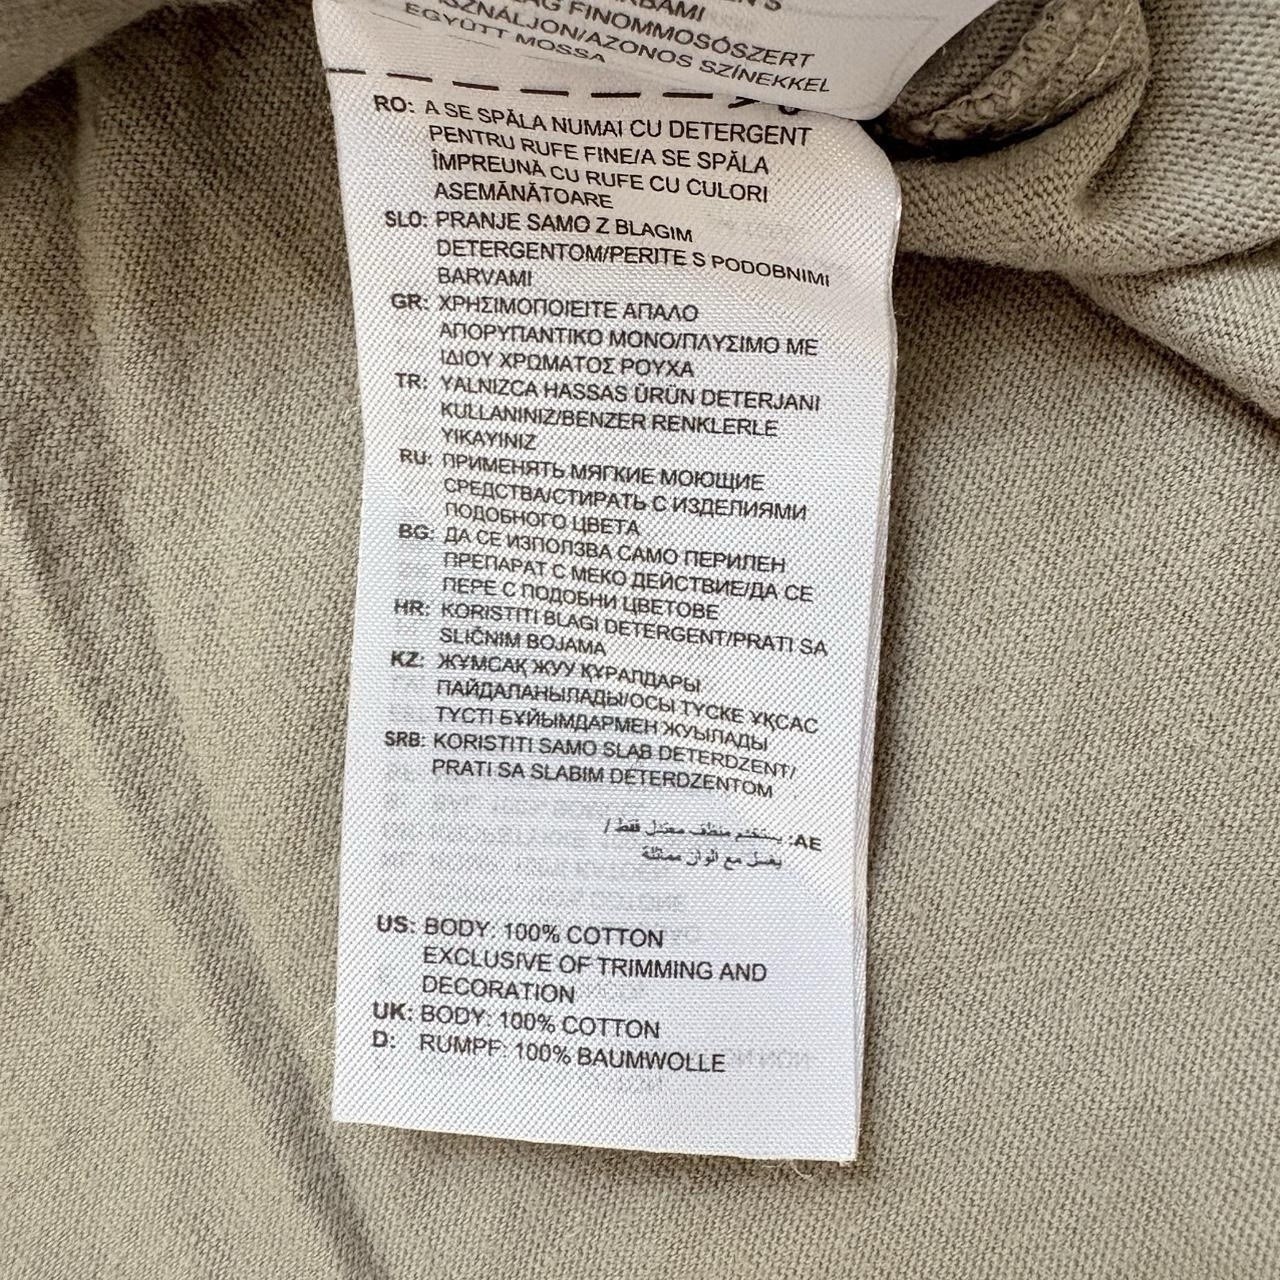 FINOMMOSÓSZERT
EGYÜTT MOSSA
RO: A SE SPĂLA NUMAI CU DETERGENT
PENTRU RUFE FINE/A SE SPĂLA
ÎMPREUNĂ CU RUFE CU CULORI
ASEMĂNĂTOARE
SLO: PRANJE SAMO Z BLAGIM
DETERGENTOM/PERITE S PODOBNIMI
BARVAMI
GR: ΧΡΗΣΙΜΟΠΟΙΕΙΤΕ ΑΠΑΛΟ
ΑΠΟΡΥΠΑΝΤΙΚΟ ΜΟΝΟ/ΠΛΥΣΙΜΟ ΜΕ
ΙΔΙΟΥ ΧΡΩΜΑΤΟΣ ΡΟΥΧΑ
TR: YALNIZCA HASSAS ÜRÜN DETERJANI
KULLANINIZ/BENZER RENKLERLE
YIKAYINIZ
RU: ПРИМЕНЯТЬ МЯГКИЕ МОЮЩИЕ
СРЕДСТВА/СТИРАТЬ С ИЗДЕЛИЯМИ
ПОДОБНОГО ЦВЕТА
BG: ДА СЕ ИЗПОЛЗВА САМО ПЕРИЛЕН
ПРЕПАРАТ С МЕКО ДЕЙСТВИЕ/ДА СЕ
ПЕРЕ С ПОДОБНИ ЦВЕТОВЕ
HR: KORISTITI BLAGI DETERGENT/PRATI SA
SLIČNIM BOJAMA
KZ: ЖҰМСАҚ ЖУУ ҚҰРАЛДАРЫ
ПАЙДАЛАНЫЛАДЫ/ОСЫ ТҮСКЕ ҰҚСАС
ТҮСТІ БҰЙЫМДАРМЕН ЖУЫЛАДЫ
SRB: KORISTITI SAMO SLAB DETERDZENT/
PRATI SA SLABIM DETERDZENTOM
AE: يستخدم منظف معتدل فقط /
يغسل مع الوان مماثلة
US: BODY: 100% COTTON
EXCLUSIVE OF TRIMMING AND
DECORATION
UK: BODY: 100% COTTON
D: RUMPF: 100% BAUMWOLLE